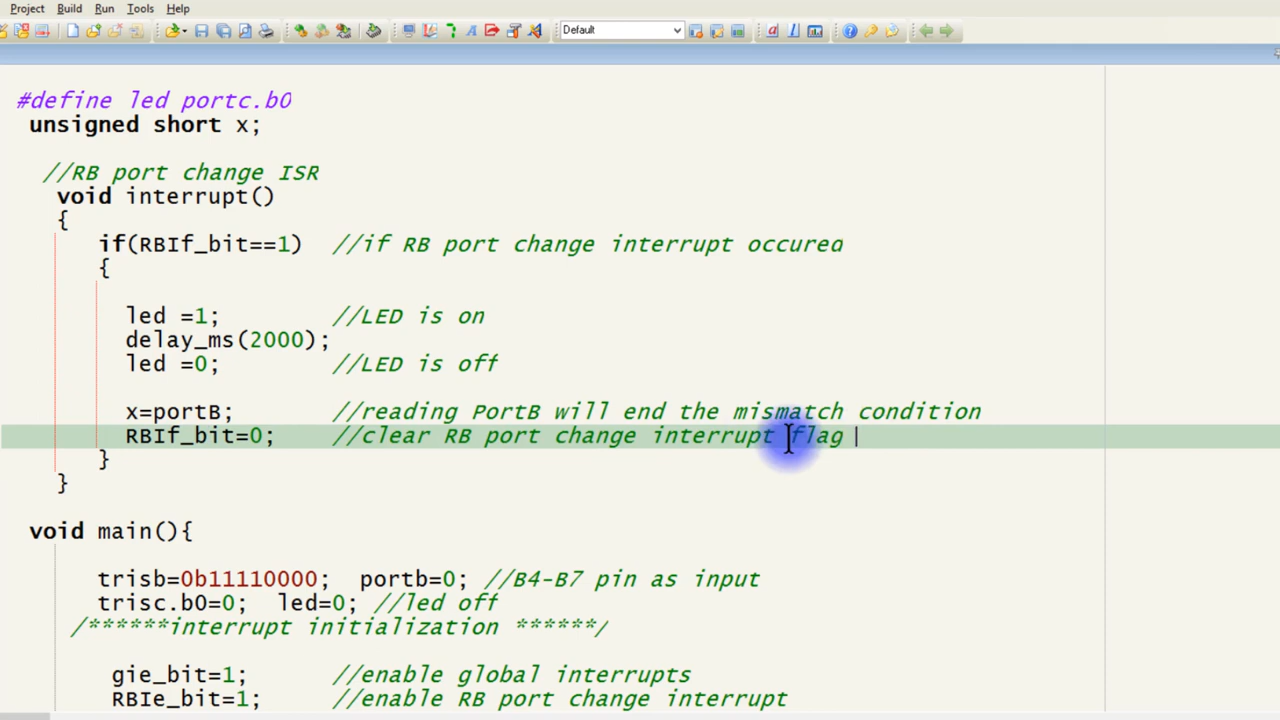 Project Build Run Tools Help
Default
#define led portc.b0
unsigned short x;
//RB port change ISR
void interrupt()
{
if(RBIf_bit==1) //if RB port change interrupt occured
{
led =1; //LED is on
delay_ms(2000);
led =0; //LED is off
x=portB; //reading PortB will end the mismatch condition
RBIf_bit=0; //clear RB port change interrupt flag
}
}
void main(){
trisb=0b11110000; portb=0; //B4-B7 pin as input
trisc.b0=0; led=0; //led off
/******interrupt initialization ******/
gie_bit=1; //enable global interrupts
RBIe_bit=1; //enable RB port change interrupt